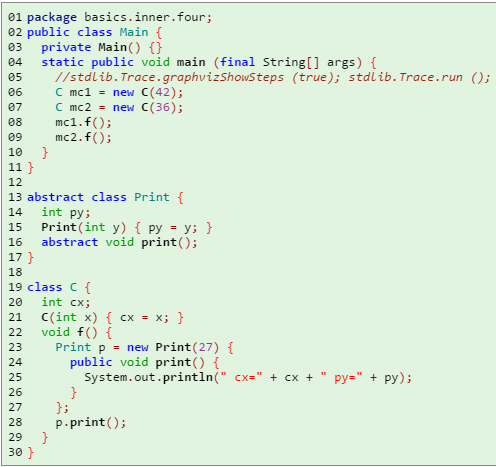 01 package basics.inner.four;
02 public class Main {
03   private Main() {}
04   static public void main (final String[] args) {
05     //stdlib.Trace.graphvizShowSteps (true); stdlib.Trace.run ();
06     C mc1 = new C(42);
07     C mc2 = new C(36);
08     mc1.f();
09     mc2.f();
10   }
11 }
12
13 abstract class Print {
14   int py;
15   Print(int y) { py = y; }
16   abstract void print();
17 }
18
19 class C {
20   int cx;
21   C(int x) { cx = x; }
22   void f() {
23     Print p = new Print(27) {
24       public void print() {
25         System.out.println(" cx=" + cx + " py=" + py);
26       }
27     };
28     p.print();
29   }
30 }